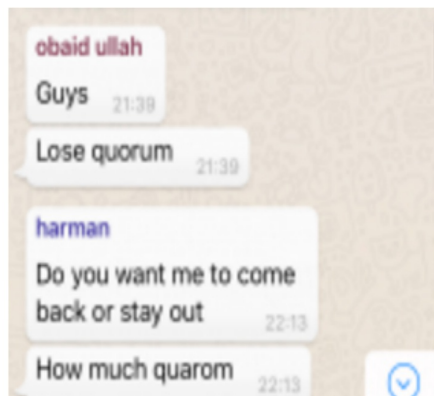 obaid ullah
Guys 21:39
Lose quorum 21:39
harman
Do you want me to come
back or stay out 22:13
How much quarom 22:13